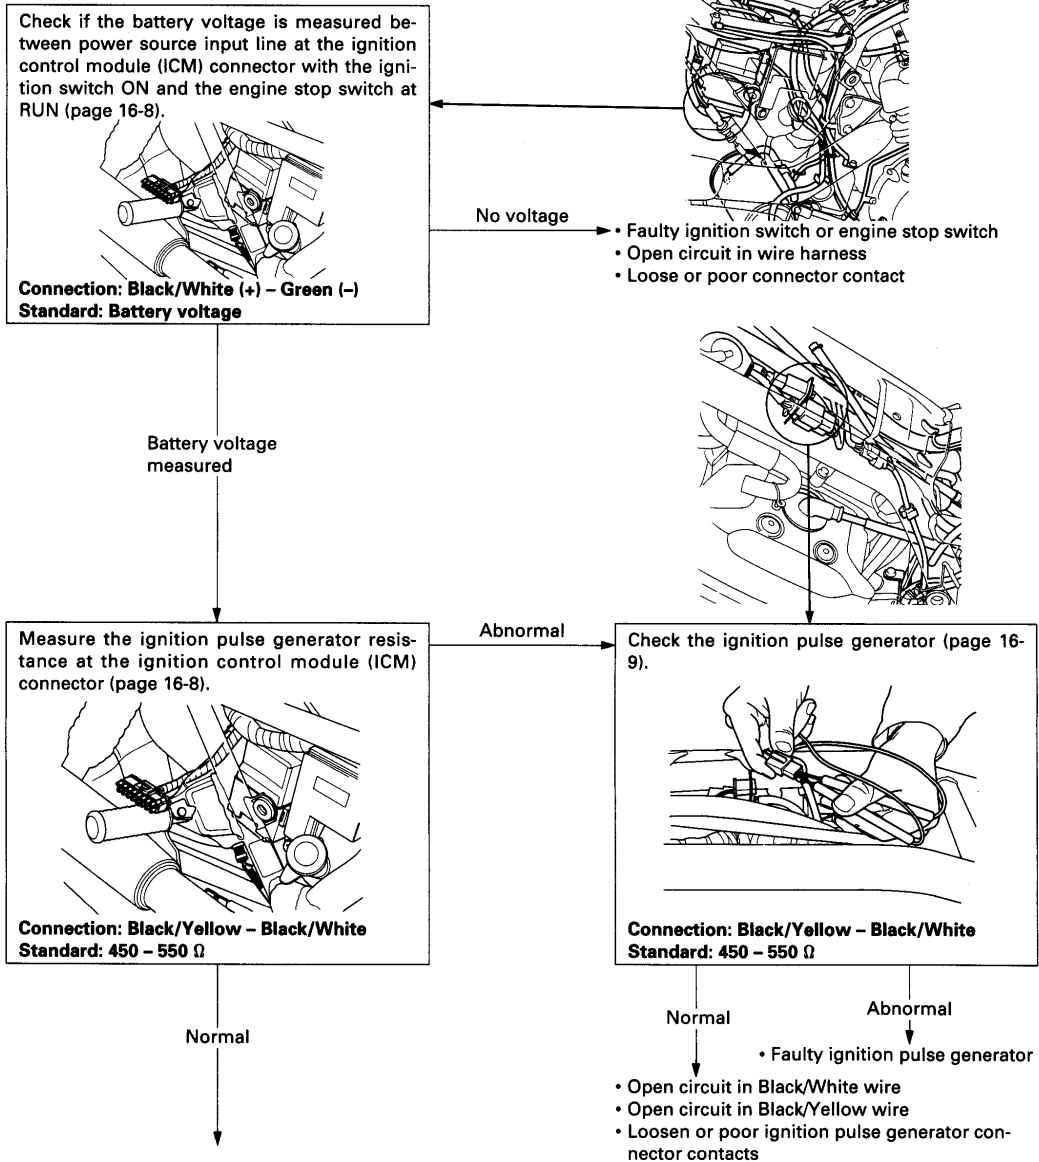 Check if the battery voltage is measured be-
tween power source input line at the ignition
control module (ICM) connector with the igni-
tion switch ON and the engine stop switch at
RUN (page 16-8).
Connection: Black/White (+) – Green (–)
Standard: Battery voltage
No voltage
• Faulty ignition switch or engine stop switch
• Open circuit in wire harness
• Loose or poor connector contact
Battery voltage
measured
Measure the ignition pulse generator resis-
tance at the ignition control module (ICM)
connector (page 16-8).
Connection: Black/Yellow – Black/White
Standard: 450 – 550 Ω
Abnormal
Check the ignition pulse generator (page 16-
9).
Connection: Black/Yellow – Black/White
Standard: 450 – 550 Ω
Normal
Normal
Abnormal
• Faulty ignition pulse generator
• Open circuit in Black/White wire
• Open circuit in Black/Yellow wire
• Loosen or poor ignition pulse generator con-
nector contacts